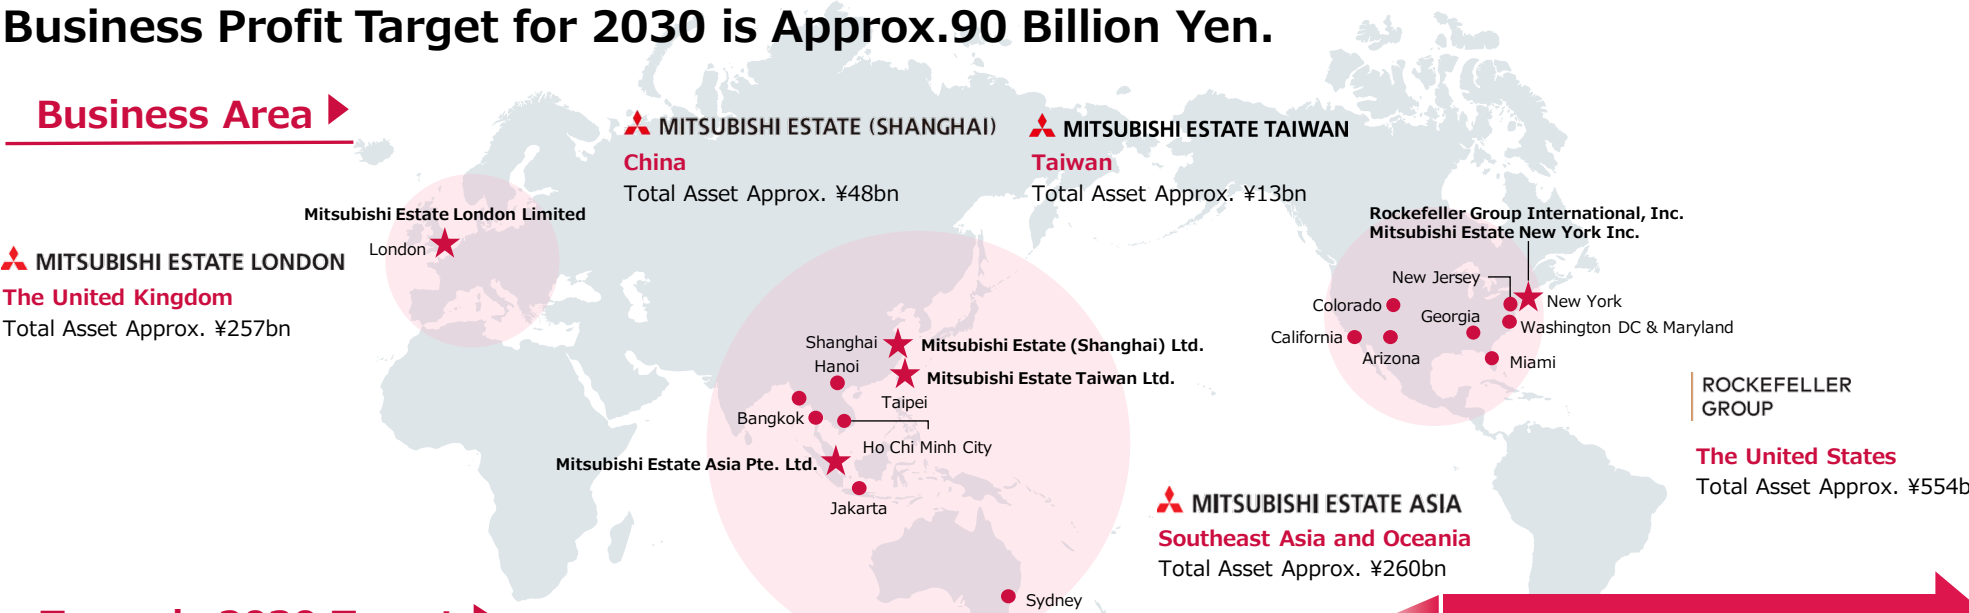 Business Profit Target for 2030 is Approx.90 Billion Yen.
Business Area
MITSUBISHI ESTATE (SHANGHAI)
China
Total Asset Approx. ¥48bn
MITSUBISHI ESTATE TAIWAN
Taiwan
Total Asset Approx. ¥13bn
Mitsubishi Estate London Limited
London
MITSUBISHI ESTATE LONDON
The United Kingdom
Total Asset Approx. ¥257bn
Rockefeller Group International, Inc.
Mitsubishi Estate New York Inc.
New Jersey
New York
Colorado
Georgia
Washington DC & Maryland
California
Arizona
Miami
Shanghai
Mitsubishi Estate (Shanghai) Ltd.
Hanoi
Mitsubishi Estate Taiwan Ltd.
Taipei
Bangkok
Ho Chi Minh City
Mitsubishi Estate Asia Pte. Ltd.
Jakarta
ROCKEFELLER
GROUP
The United States
Total Asset Approx. ¥554b
MITSUBISHI ESTATE ASIA
Southeast Asia and Oceania
Total Asset Approx. ¥260bn
Sydney